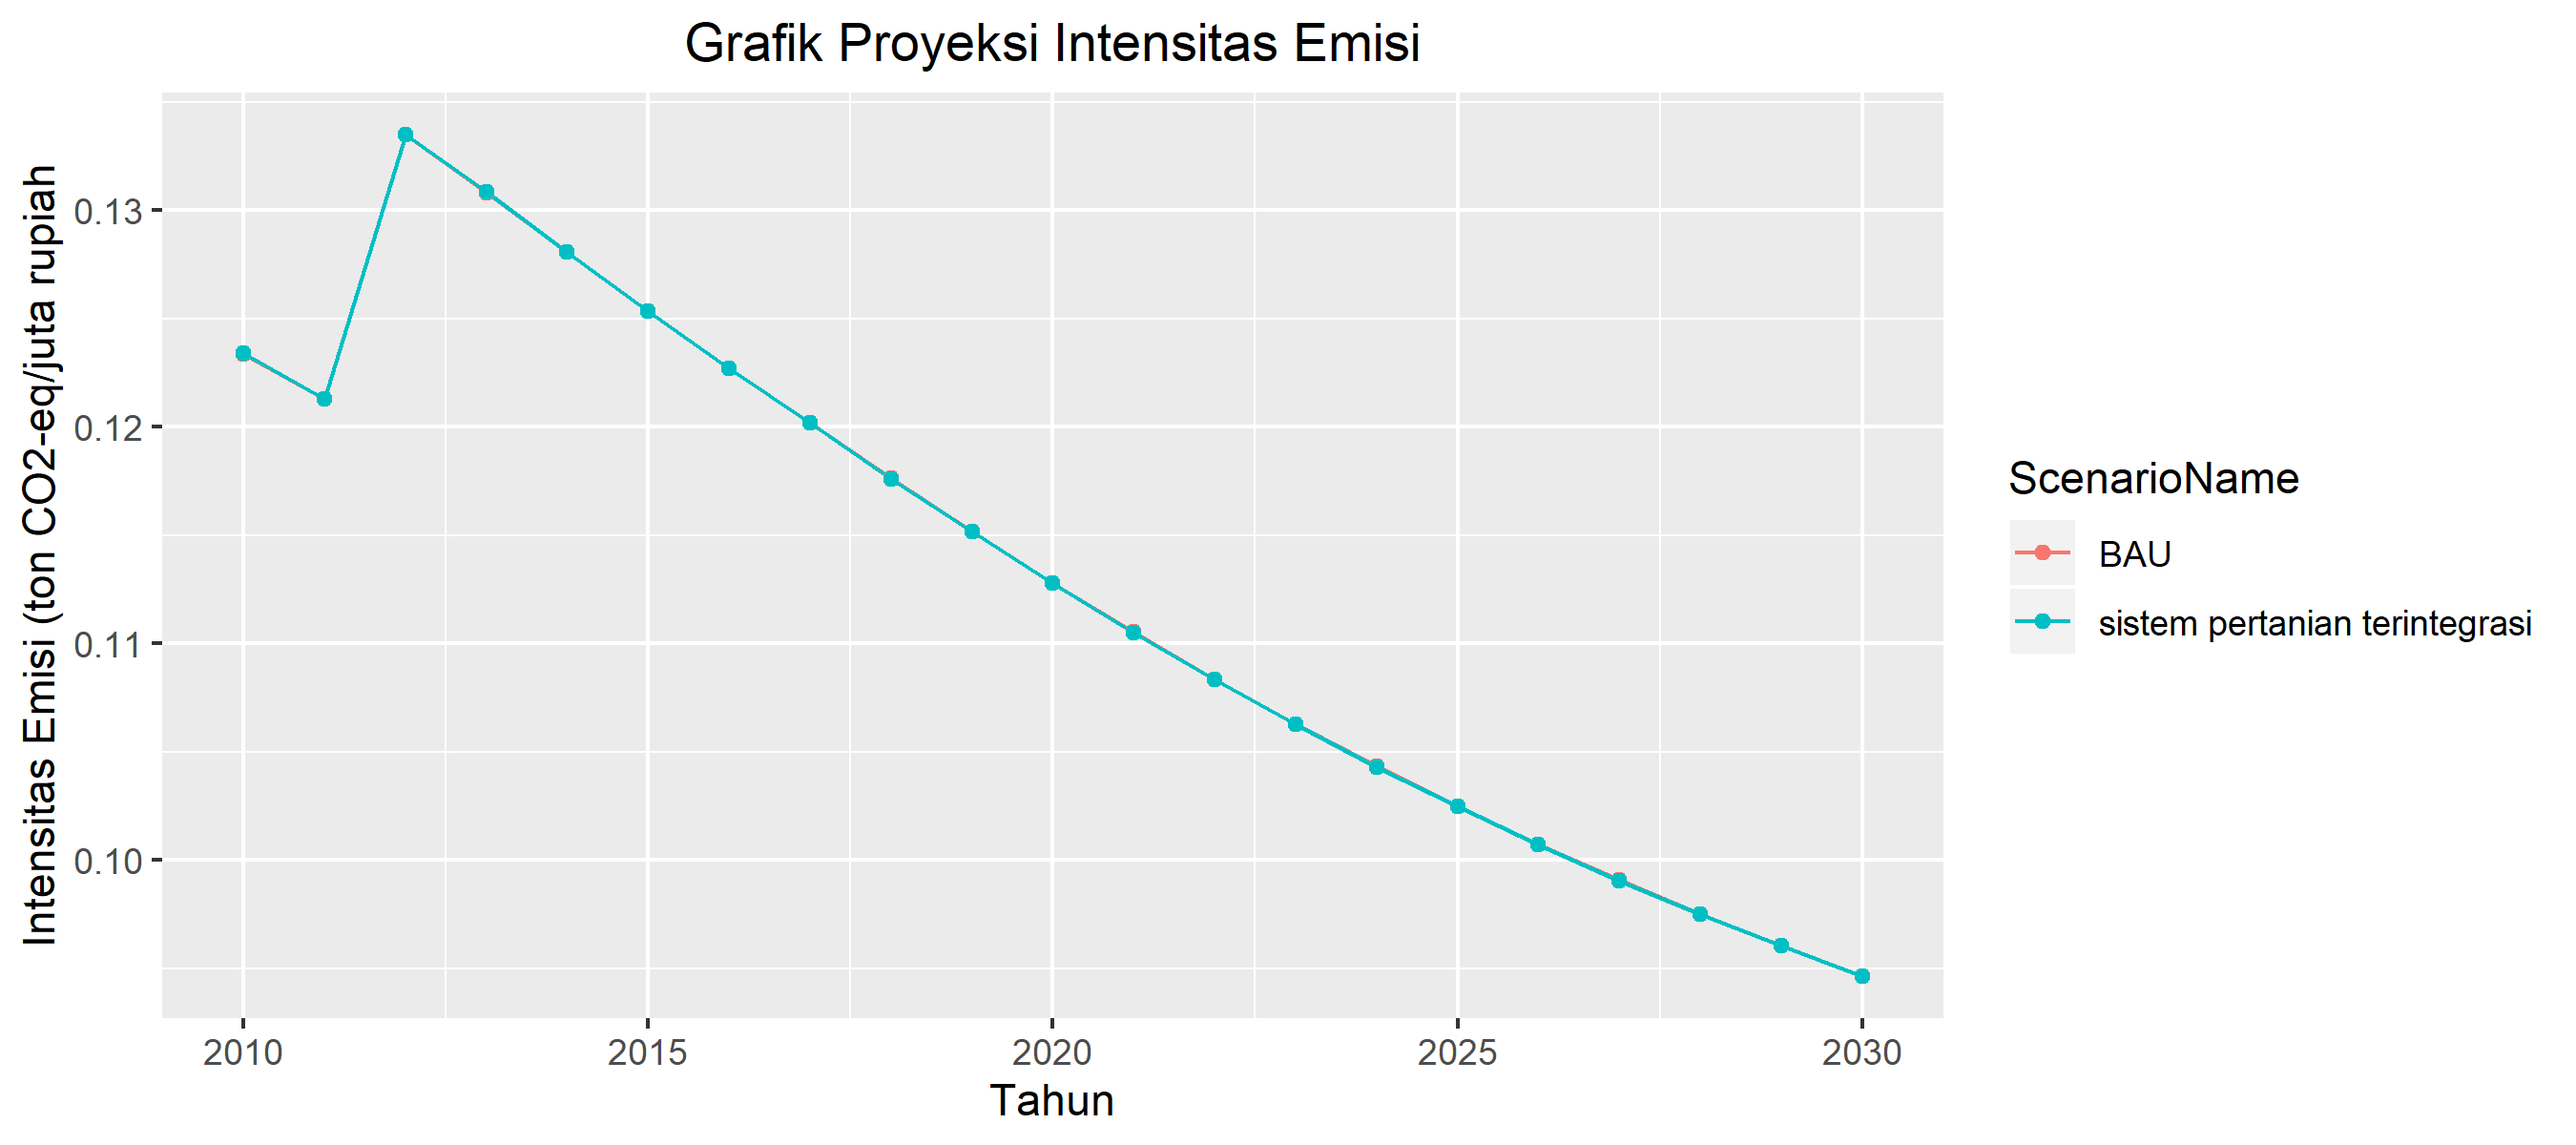 Grafik Proyeksi Intensitas Emisi
Intensitas Emisi (ton CO2-eq/juta rupiah
0.13
0.12
0.11
0.10
2010
2015
2020
2025
2030
Tahun
ScenarioName
BAU
sistem pertanian terintegrasi